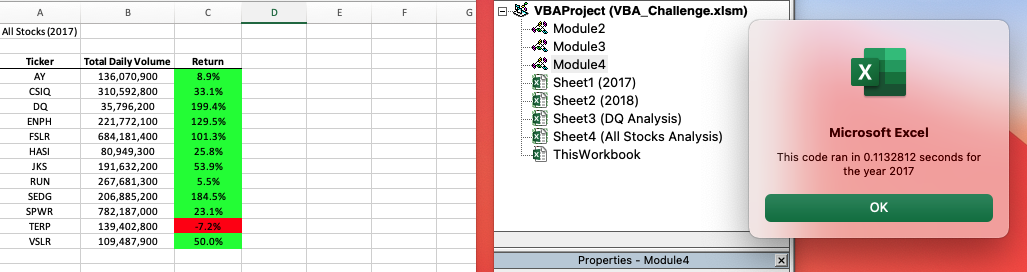 A B C D E F G
All Stocks (2017)
Ticker Total Daily Volume Return
AY 136,070,900 8.9%
CSIQ 310,592,800 33.1%
DQ 35,796,200 199.4%
ENPH 221,772,100 129.5%
FSLR 684,181,400 101.3%
HASI 80,949,300 25.8%
JKS 191,632,200 53.9%
RUN 267,681,300 5.5%
SEDG 206,885,200 184.5%
SPWR 782,187,000 23.1%
TERP 139,402,800 -7.2%
VSLR 109,487,900 50.0%
VBAProject (VBA_Challenge.xlsm)
Module2
Module3
Module4
Sheet1 (2017)
Sheet2 (2018)
Sheet3 (DQ Analysis)
Sheet4 (All Stocks Analysis)
ThisWorkbook
Properties - Module4
X
Microsoft Excel
This code ran in 0.1132812 seconds for
the year 2017
OK